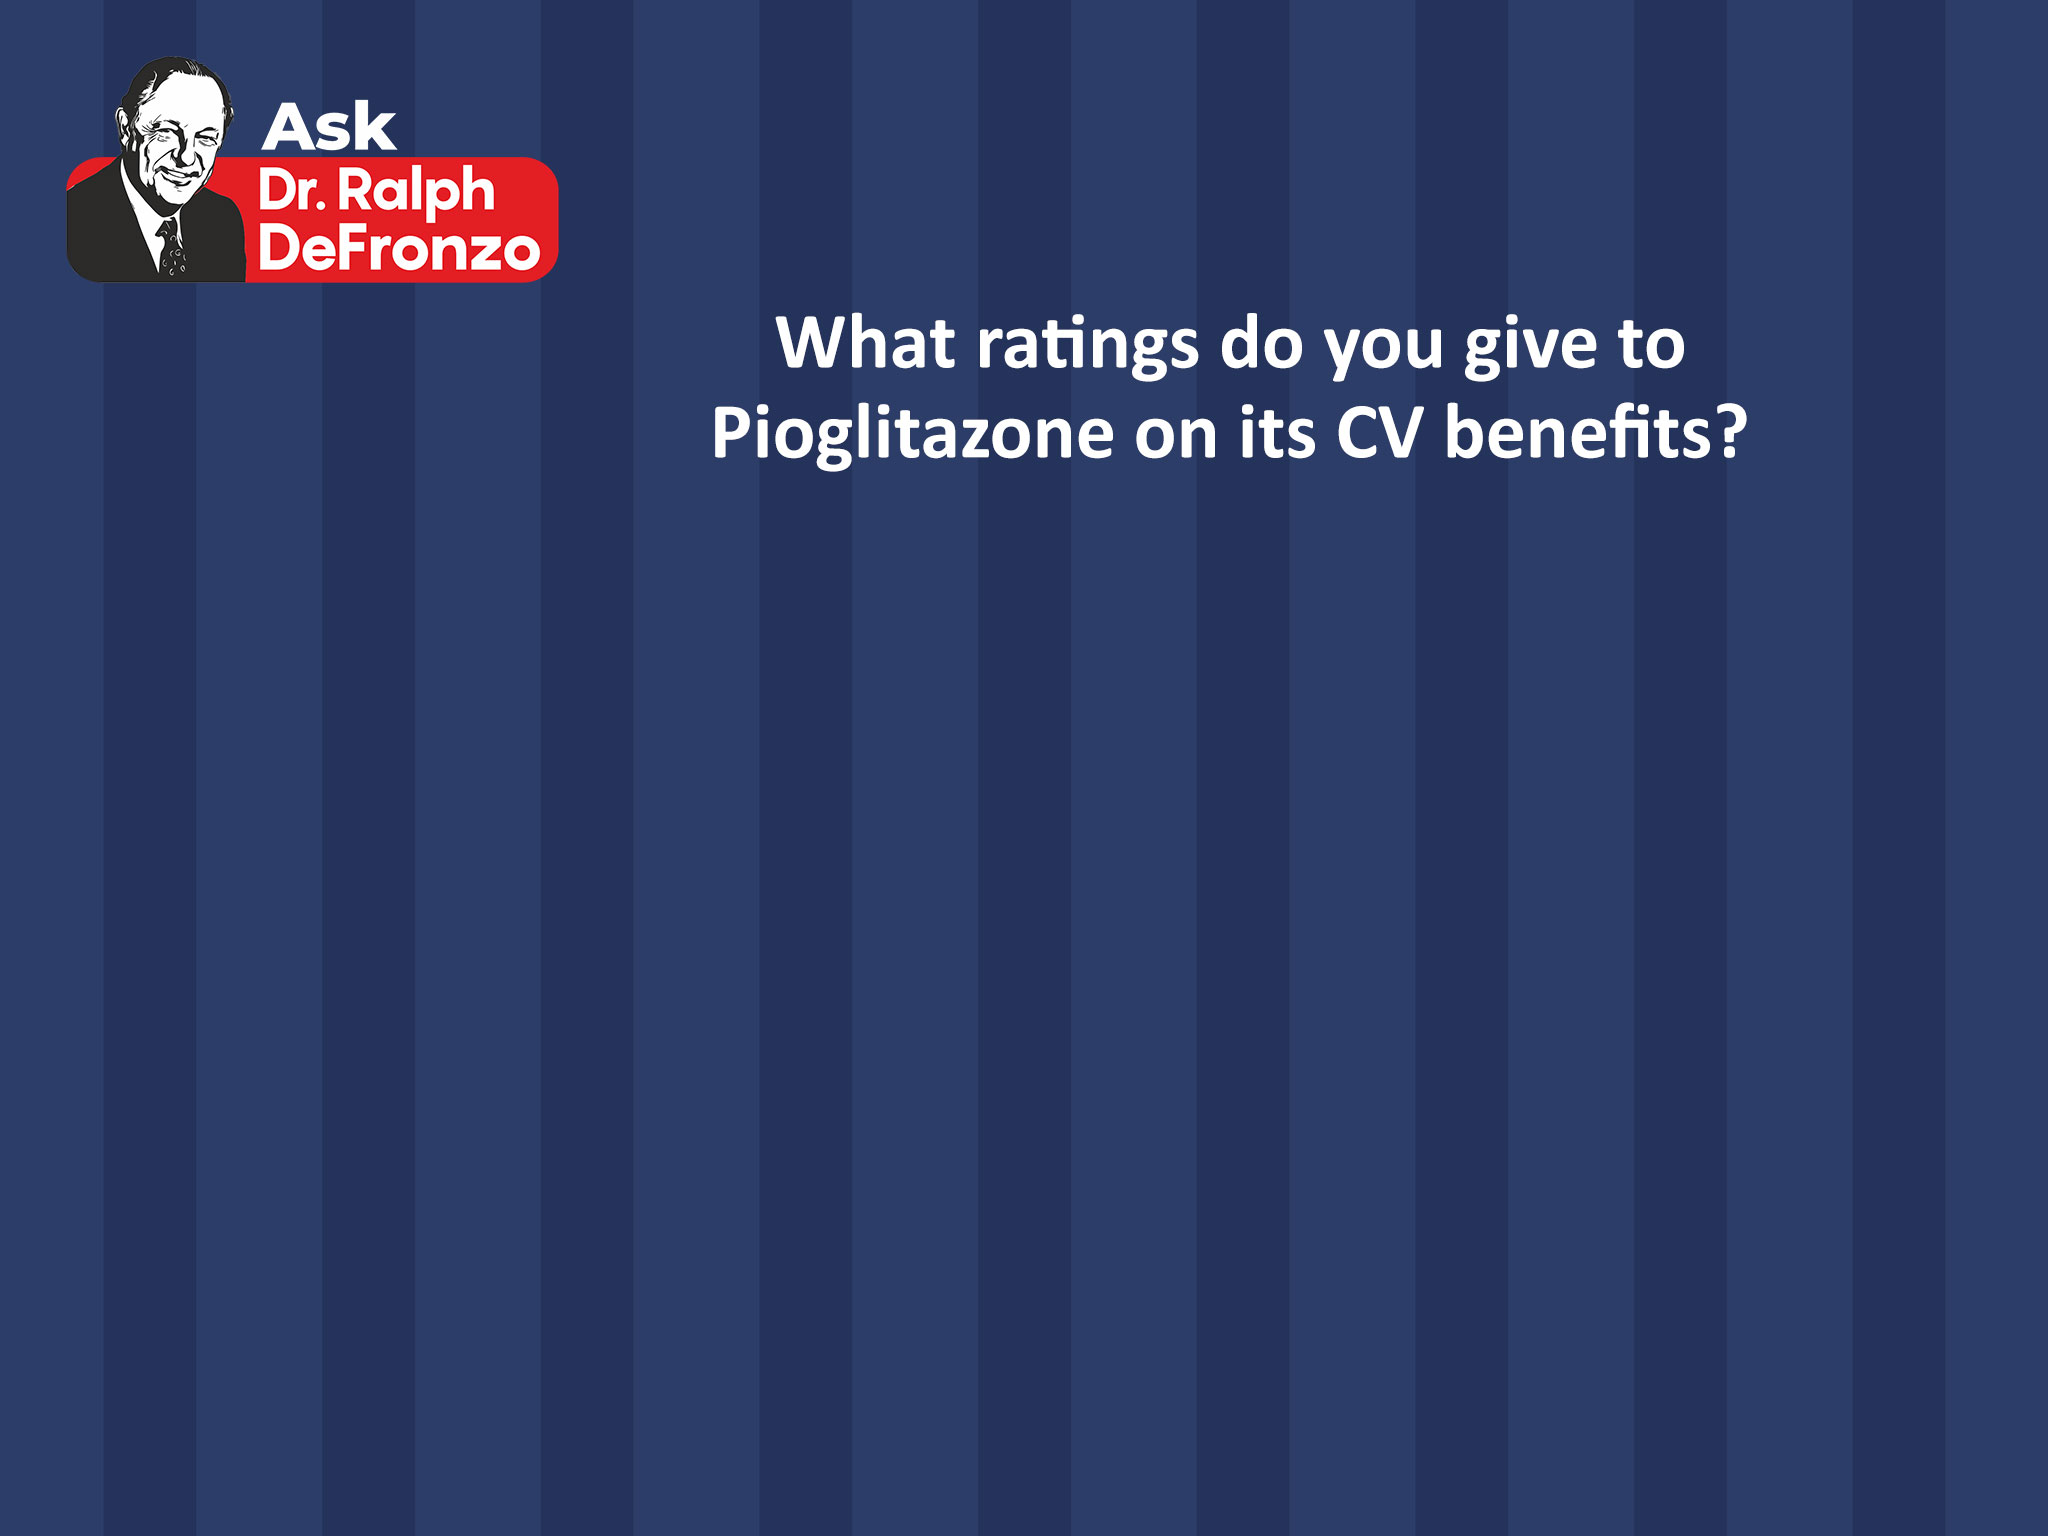 Ask
Dr. Ralph
DeFronzo
What ratings do you give to
Pioglitazone on its CV benefits?